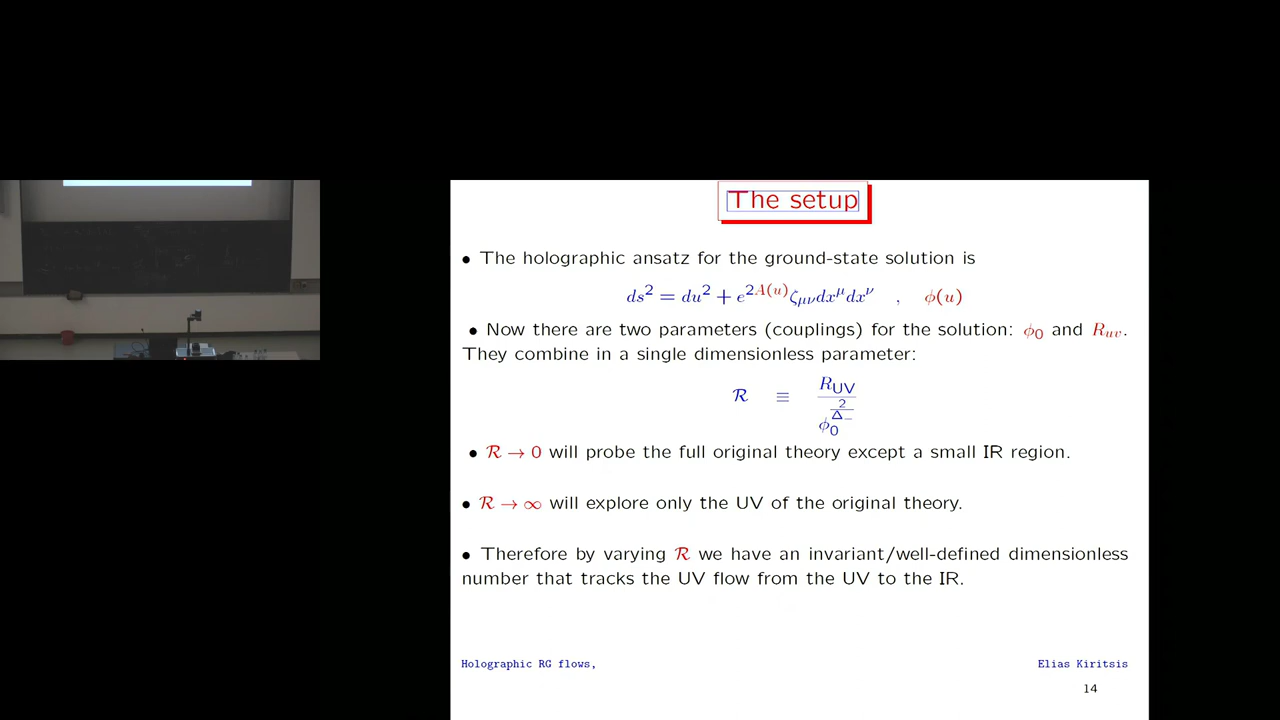 The setup
• The holographic ansatz for the ground-state solution is
ds² = du² + e^{2A(u)} ζ_{μν}dx^μ dx^ν , ϕ(u)
• Now there are two parameters (couplings) for the solution: ϕ₀ and R_{uv}.
They combine in a single dimensionless parameter:
ℛ ≡ R_{UV} / ϕ₀^{2/Δ₋}
• ℛ → 0 will probe the full original theory except a small IR region.
• ℛ → ∞ will explore only the UV of the original theory.
• Therefore by varying ℛ we have an invariant/well-defined dimensionless
number that tracks the UV flow from the UV to the IR.
Holographic RG flows, Elias Kiritsis
14